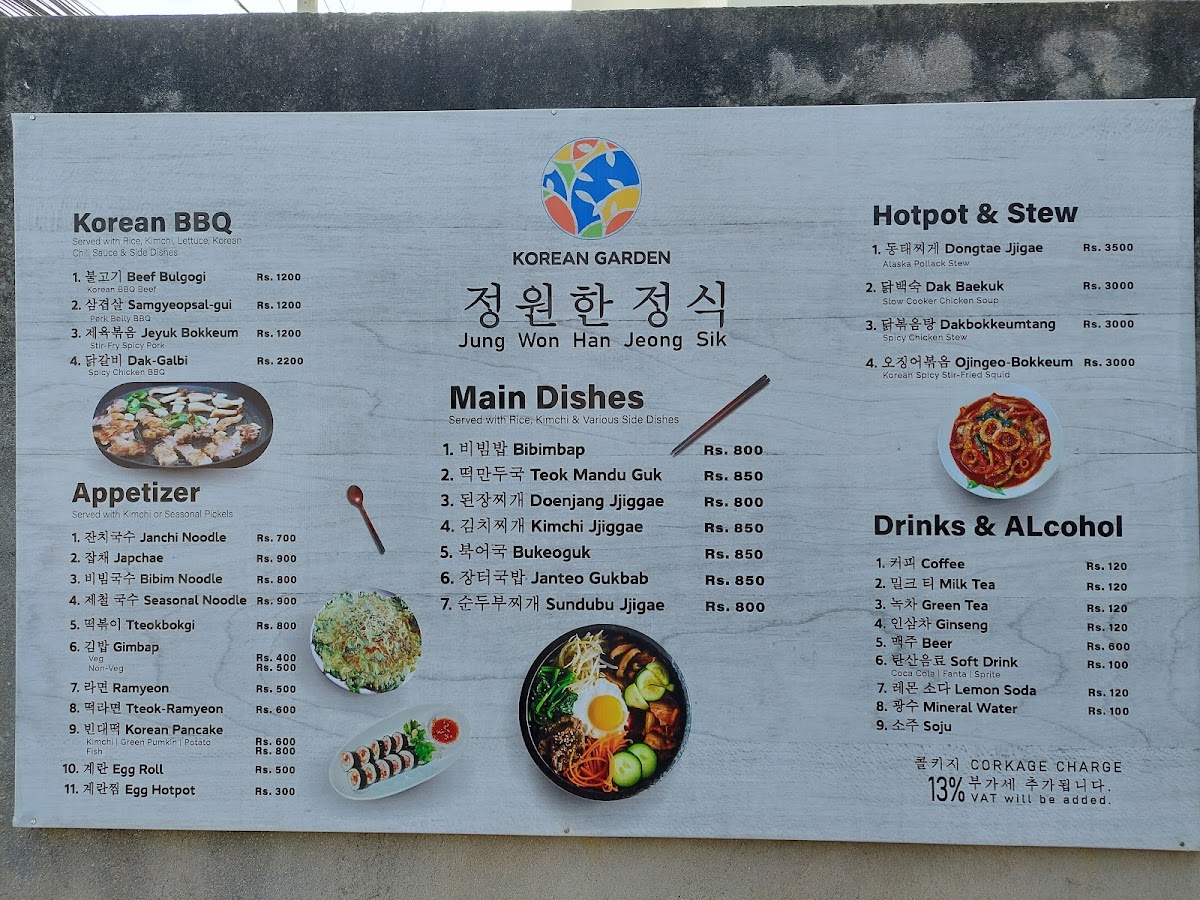 KOREAN GARDEN
정원한정식
Jung Won Han Jeong Sik
Korean BBQ
Served with Rice, Kimchi, Lettuce, Korean
Chili Sauce & Side Dishes
1. 불고기 Beef Bulgogi Rs. 1200
Korean BBQ Beef
2. 삼겹살 Samgyeopsal-gui Rs. 1200
Perk Belly BBQ
3. 제육볶음 Jeyuk Bokkeum Rs. 1200
Stir-Fry Spicy Pork
4. 닭갈비 Dak-Galbi Rs. 2200
Spicy Chicken BBQ
Appetizer
Served with Kimchi or Seasonal Pickels
1. 잔치국수 Janchi Noodle Rs. 700
2. 잡채 Japchae Rs. 900
3. 비빔국수 Bibim Noodle Rs. 800
4. 제철 국수 Seasonal Noodle Rs. 900
5. 떡볶이 Tteokbokgi Rs. 800
6. 김밥 Gimbap
Veg Rs. 400
Non-Veg Rs. 500
7. 라면 Ramyeon Rs. 500
8. 떡라면 Tteok-Ramyeon Rs. 600
9. 빈대떡 Korean Pancake
Kimchi | Green Pumkin | Potato Rs. 600
Fish Rs. 800
10. 계란 Egg Roll Rs. 500
11. 계란찜 Egg Hotpot Rs. 300
Main Dishes
Served with Rice, Kimchi & Various Side Dishes
1. 비빔밥 Bibimbap Rs. 800
2. 떡만두국 Teok Mandu Guk Rs. 850
3. 된장찌개 Doenjang Jjiggae Rs. 800
4. 김치찌개 Kimchi Jjiggae Rs. 850
5. 북어국 Bukeoguk Rs. 850
6. 장터국밥 Janteo Gukbab Rs. 850
7. 순두부찌개 Sundubu Jjigae Rs. 800
Hotpot & Stew
1. 동태찌게 Dongtae Jjigae Rs. 3500
Alaska Pollack Stew
2. 닭백숙 Dak Baekuk Rs. 3000
Slow Cooker Chicken Soup
3. 닭볶음탕 Dakbokkeumtang Rs. 3000
Spicy Chicken Stew
4. 오징어볶음 Ojingeo-Bokkeum Rs. 3000
Korean Spicy Stir-Fried Squid
Drinks & ALcohol
1. 커피 Coffee Rs. 120
2. 밀크 티 Milk Tea Rs. 120
3. 녹차 Green Tea Rs. 120
4. 인삼차 Ginseng Rs. 120
5. 맥주 Beer Rs. 600
6. 탄산음료 Soft Drink Rs. 100
Coca Cola | Fanta | Sprite
7. 레몬 소다 Lemon Soda Rs. 120
8. 광수 Mineral Water Rs. 100
9. 소주 Soju
콜키지 CORKAGE CHARGE
13% 부가세 추가됩니다.
VAT will be added.